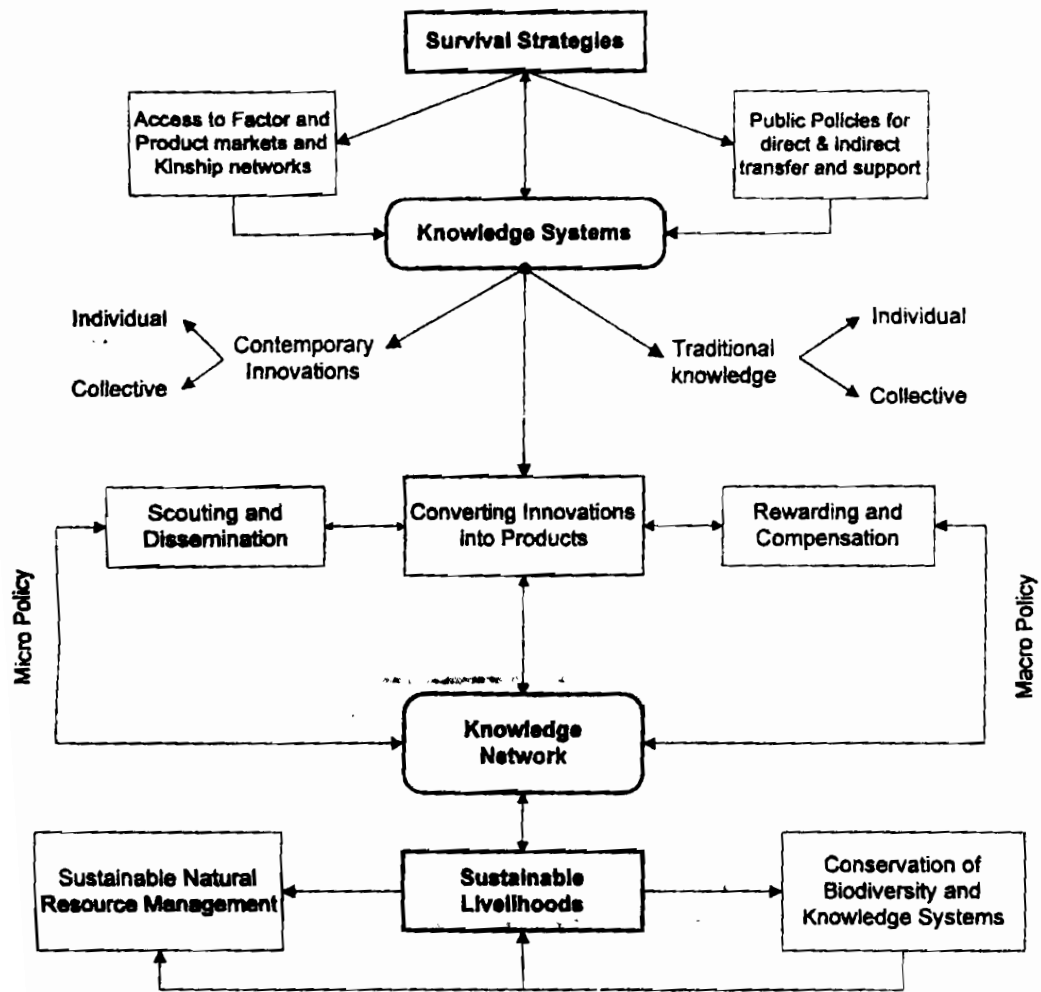 Survival Strategies
Access to Factor and
Product markets and
Kinship networks
Public Policies for
direct & indirect
transfer and support
Knowledge Systems
Individual
Collective
Contemporary
Innovations
Traditional
knowledge
Individual
Collective
Scouting and
Dissemination
Converting Innovations
into Products
Rewarding and
Compensation
Micro Policy
Macro Policy
Knowledge
Network
Sustainable Natural
Resource Management
Sustainable
Livelihoods
Conservation of
Biodiversity and
Knowledge Systems